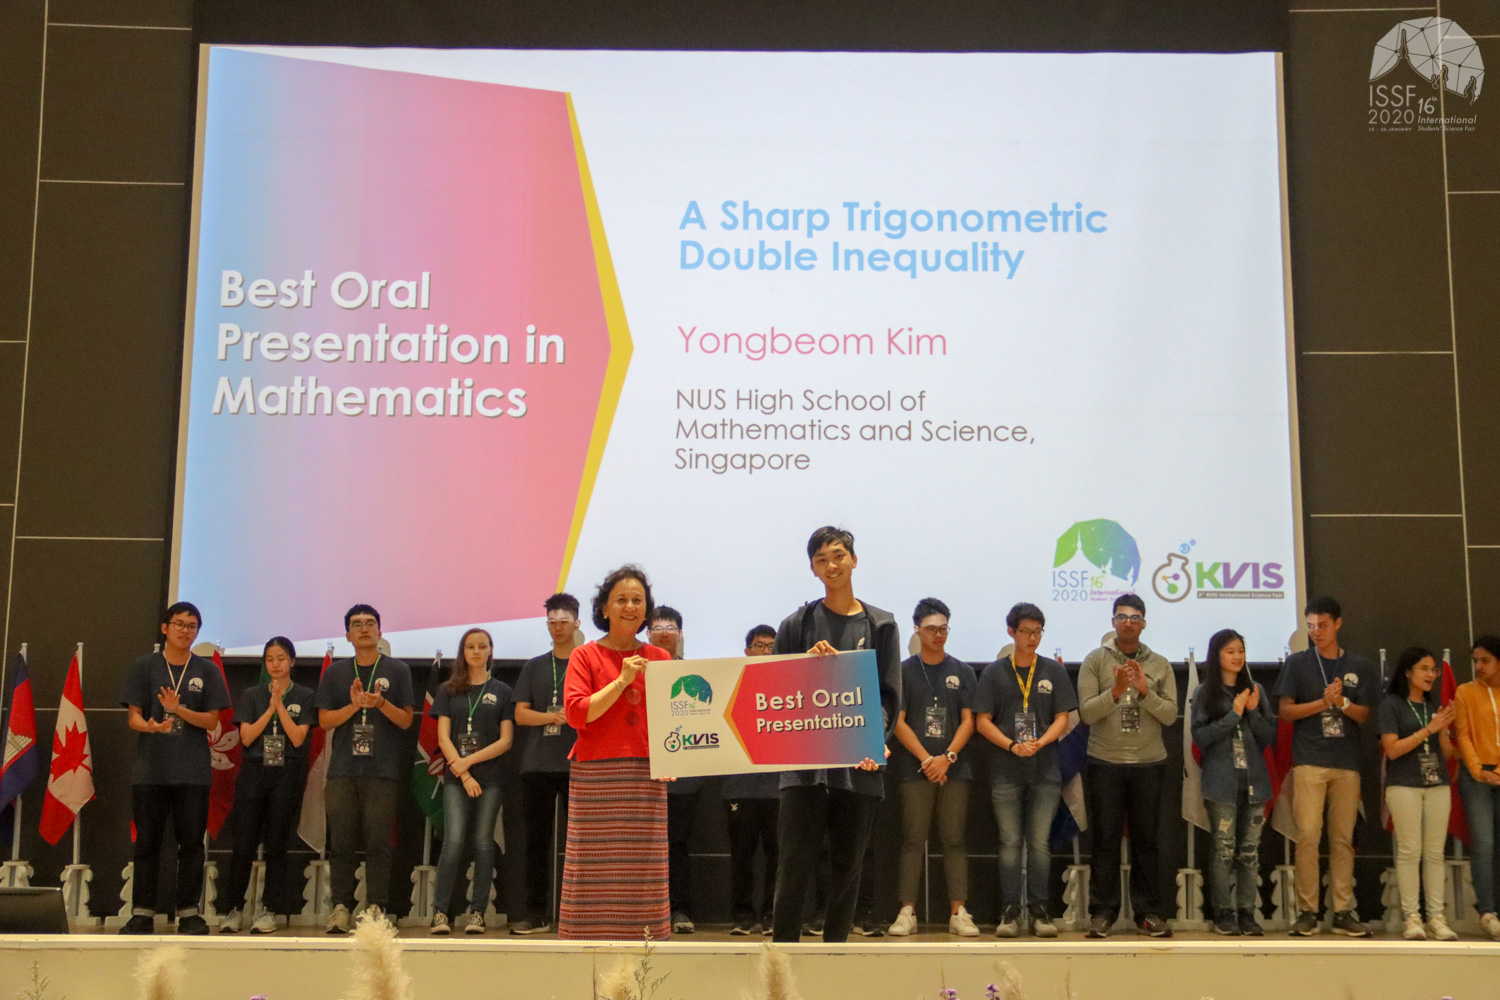 ISSF
2020
16th
International
Students' Science Fair
Best Oral
Presentation in
Mathematics
A Sharp Trigonometric
Double Inequality
Yongbeom Kim
NUS High School of
Mathematics and Science,
Singapore
ISSF
2020
16th
International
KVIS
ISSF
2020
KVIS
Best Oral
Presentation